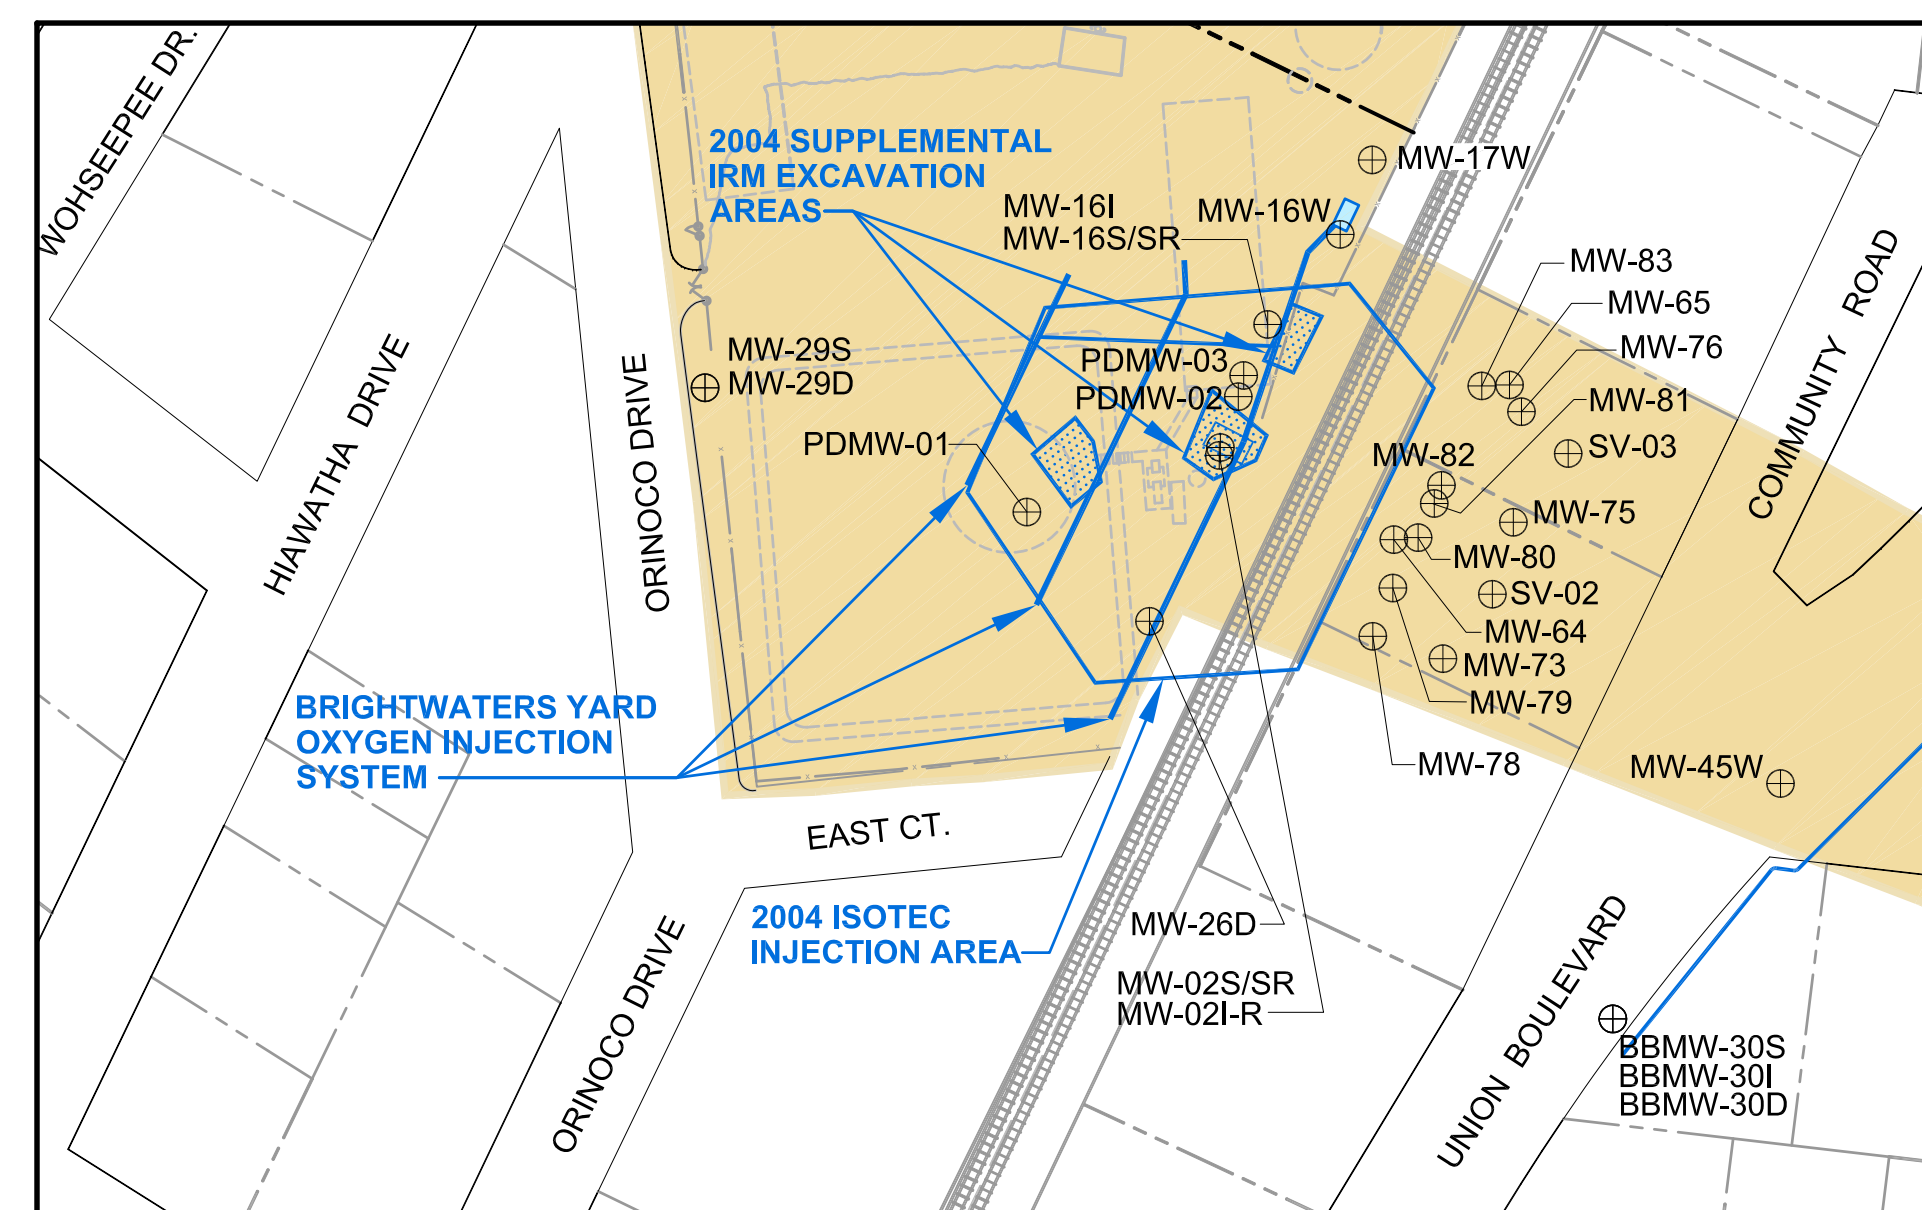 WOHSEEPEE DR.
HIAWATHA DRIVE
ORINOCO DRIVE
2004 SUPPLEMENTAL
IRM EXCAVATION
AREAS
MW-16I
MW-16S/SR
MW-16W
MW-17W
MW-29S
MW-29D
PDMW-03
PDMW-02
PDMW-01
MW-83
MW-65
MW-76
MW-81
SV-03
MW-82
MW-75
MW-80
SV-02
MW-64
MW-73
MW-79
MW-78
MW-45W
COMMUNITY ROAD
BRIGHTWATERS YARD
OXYGEN INJECTION
SYSTEM
EAST CT.
2004 ISOTEC
INJECTION AREA
MW-26D
MW-02S/SR
MW-02I-R
ORINOCO DRIVE
UNION BOULEVARD
BBMW-30S
BBMW-30I
BBMW-30D